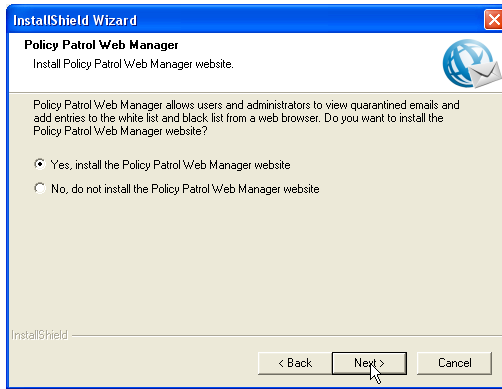 InstallShield Wizard
Policy Patrol Web Manager
Install Policy Patrol Web Manager website.
Policy Patrol Web Manager allows users and administrators to view quarantined emails and
add entries to the white list and black list from a web browser. Do you want to install the
Policy Patrol Web Manager website?
Yes, install the Policy Patrol Web Manager website
No, do not install the Policy Patrol Web Manager website
InstallShield
< Back Next > Cancel